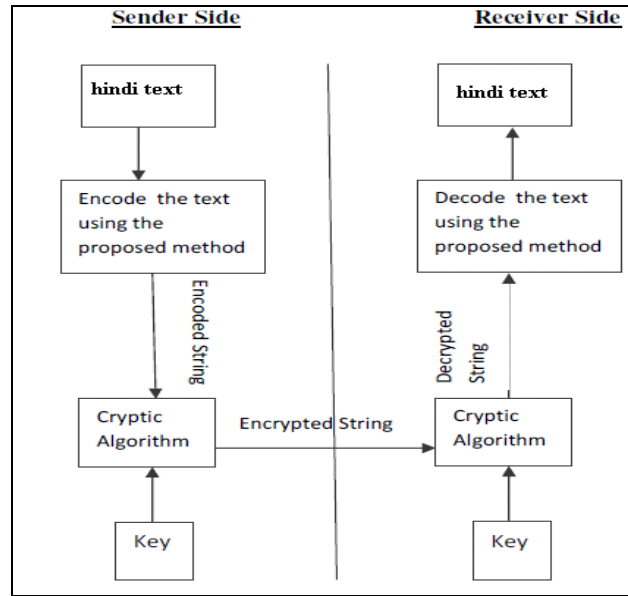 Sender Side
hindi text
Encode the text
using the
proposed method
Encoded String
Cryptic
Algorithm
Key
Encrypted String
Receiver Side
hindi text
Decode the text
using the
proposed method
Decrypted
String
Cryptic
Algorithm
Key